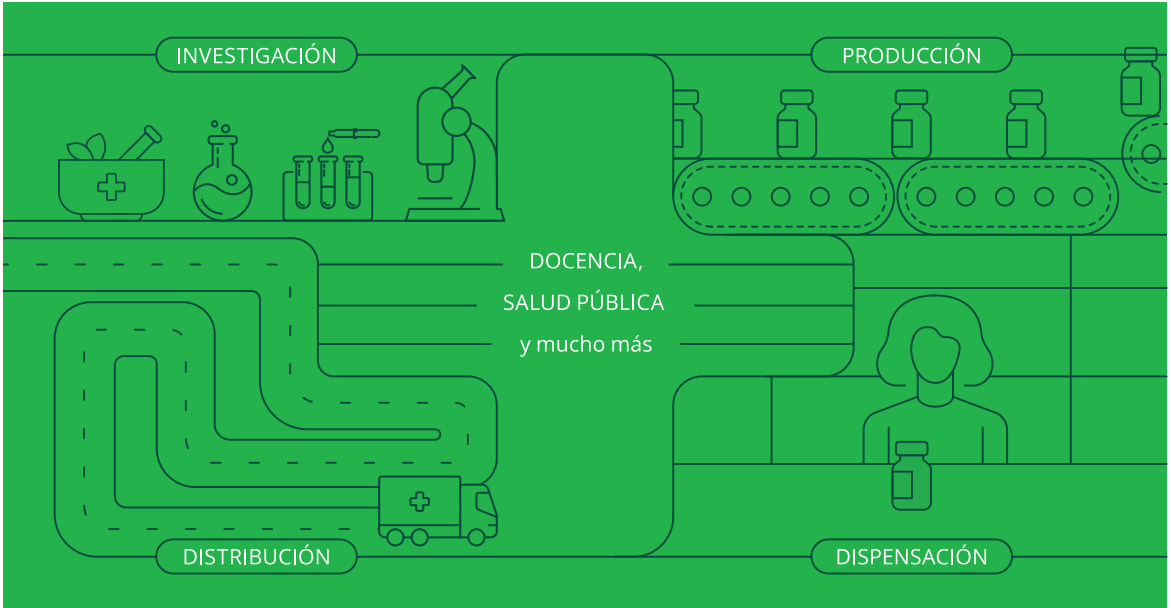 INVESTIGACIÓN
PRODUCCIÓN
DOCENCIA,
SALUD PÚBLICA
y mucho más
DISTRIBUCIÓN
DISPENSACIÓN